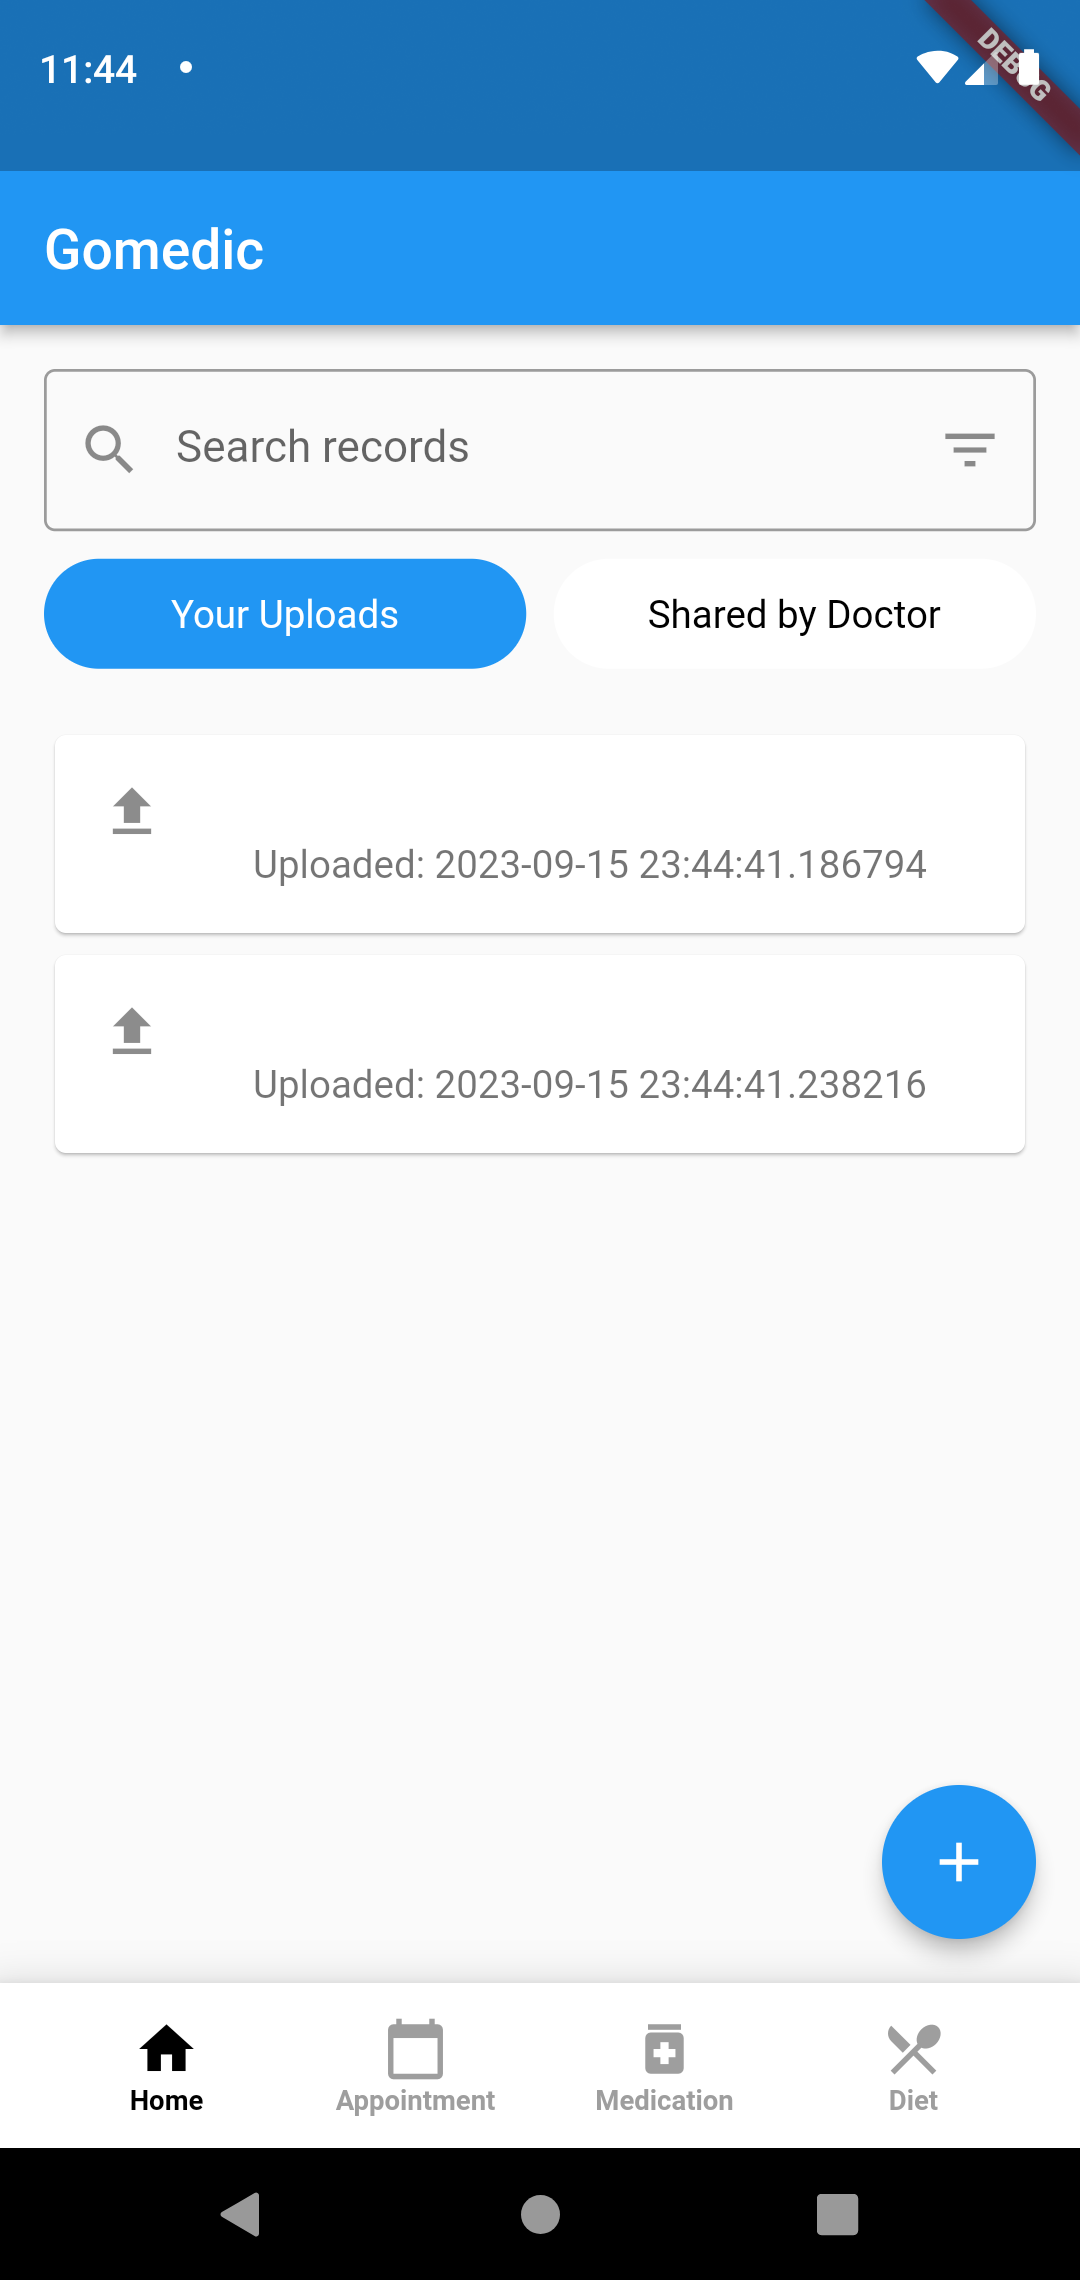 11:44
DEBUG
Gomedic
Search records
Your Uploads
Shared by Doctor
Uploaded: 2023-09-15 23:44:41.186794
Uploaded: 2023-09-15 23:44:41.238216
Home
Appointment
Medication
Diet